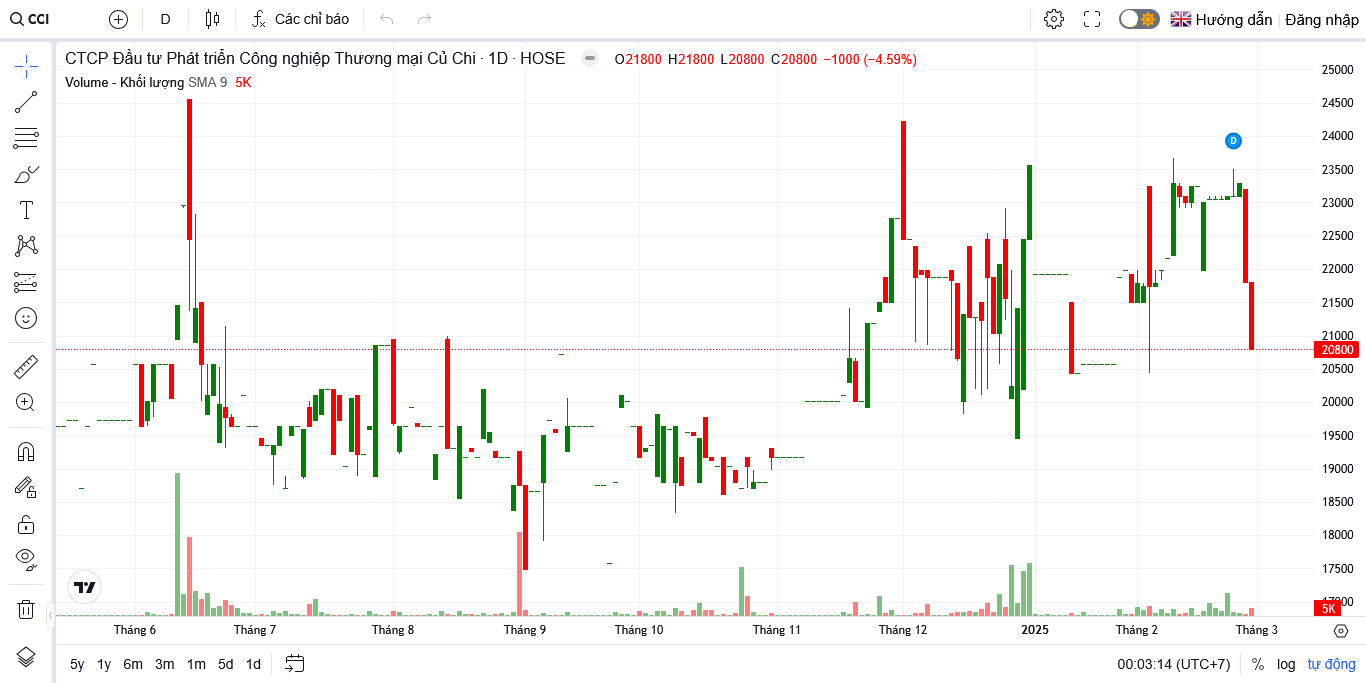 CCI D Các chỉ báo Hướng dẫn Đăng nhập
CTCP Đầu tư Phát triển Công nghiệp Thương mại Củ Chi · 1D · HOSE O21800 H21800 L20800 C20800 −1000 (−4.59%)
Volume - Khối lượng SMA 9 5K
D
25000
24500
24000
23500
23000
22500
22000
21500
21000
20800
20500
20000
19500
19000
18500
18000
17500
17000
5K
Tháng 6 Tháng 7 Tháng 8 Tháng 9 Tháng 10 Tháng 11 Tháng 12 2025 Tháng 2 Tháng 3
5y 1y 6m 3m 1m 5d 1d 00:03:14 (UTC+7) % log tự động